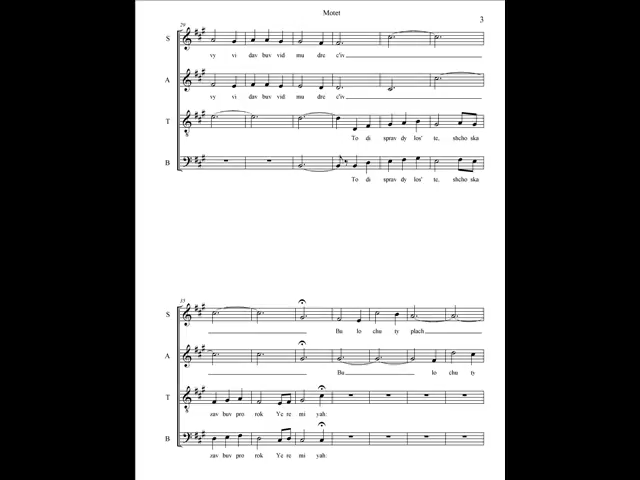 Motet
3
29
S
vy vi dav buv vid mu drc c'iv
A
vy vi dav buv vid mu drc c'iv
T
To di sprav dy los' te, shcho ska
B
To di sprav dy los' te, shcho ska
35
S
Bu lo chu ty plach
A
Bu lo chu ty
T
zav buv pro rok Ye re mi yah:
B
zav buv pro rok Ye re mi yah: